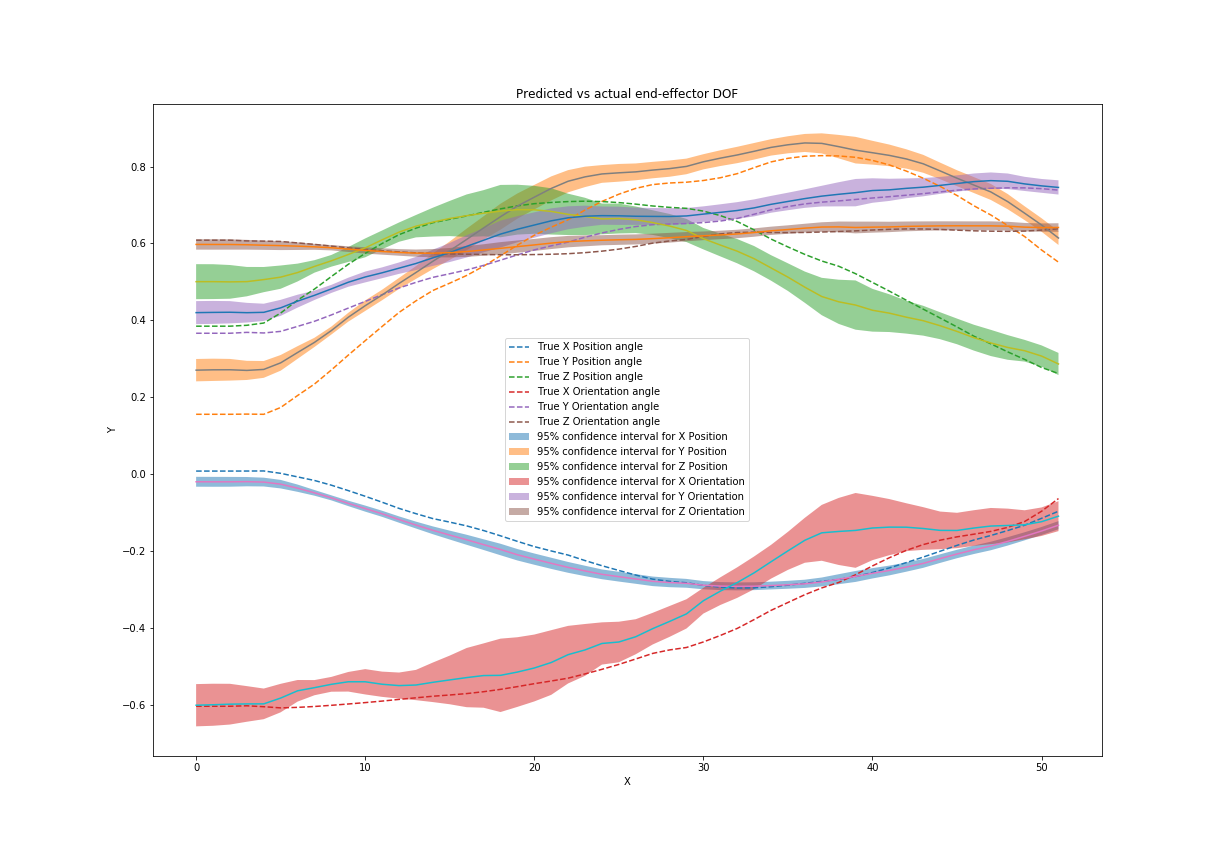 Predicted vs actual end-effector DOF
Y
0.8
0.6
0.4
0.2
0.0
−0.2
−0.4
−0.6
True X Position angle
True Y Position angle
True Z Position angle
True X Orientation angle
True Y Orientation angle
True Z Orientation angle
95% confidence interval for X Position
95% confidence interval for Y Position
95% confidence interval for Z Position
95% confidence interval for X Orientation
95% confidence interval for Y Orientation
95% confidence interval for Z Orientation
0 10 20 30 40 50
X